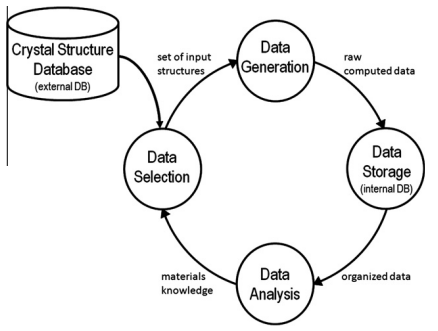 Crystal Structure
Database
(external DB)
set of input
structures
Data
Generation
raw
computed data
Data
Selection
Data
Storage
(internal DB)
materials
knowledge
Data
Analysis
organized data